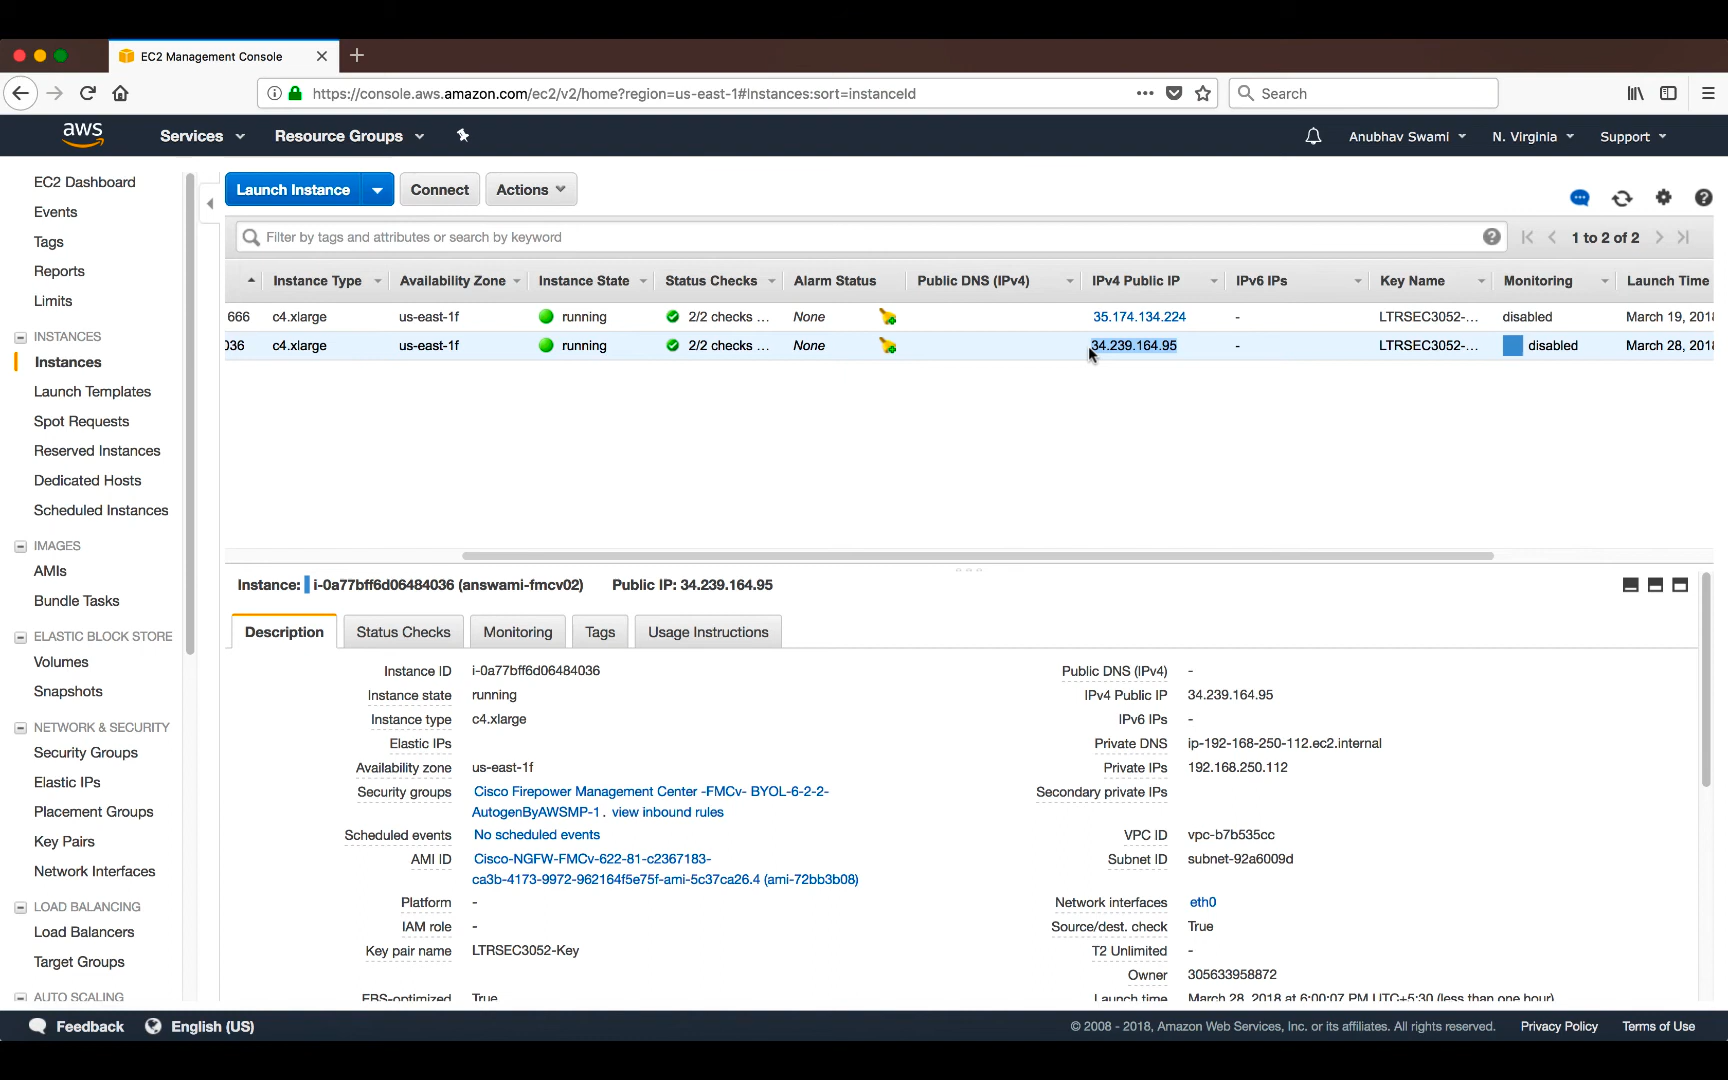 EC2 Management Console
https://console.aws.amazon.com/ec2/v2/home?region=us-east-1#Instances:sort=instanceId
Search
aws
Services
Resource Groups
Anubhav Swami
N. Virginia
Support
EC2 Dashboard
Events
Tags
Reports
Limits
INSTANCES
Instances
Launch Templates
Spot Requests
Reserved Instances
Dedicated Hosts
Scheduled Instances
IMAGES
AMIs
Bundle Tasks
ELASTIC BLOCK STORE
Volumes
Snapshots
NETWORK & SECURITY
Security Groups
Elastic IPs
Placement Groups
Key Pairs
Network Interfaces
LOAD BALANCING
Load Balancers
Target Groups
AUTO SCALING
Launch Instance
Connect
Actions
Filter by tags and attributes or search by keyword
1 to 2 of 2
Instance Type Availability Zone Instance State Status Checks Alarm Status Public DNS (IPv4) IPv4 Public IP IPv6 IPs Key Name Monitoring Launch Time
666 c4.xlarge us-east-1f running 2/2 checks ... None 35.174.134.224 - LTRSEC3052-... disabled March 19, 2018
036 c4.xlarge us-east-1f running 2/2 checks ... None 34.239.164.95 - LTRSEC3052-... disabled March 28, 2018
Instance: i-0a77bff6d06484036 (answami-fmcv02) Public IP: 34.239.164.95
Description
Status Checks
Monitoring
Tags
Usage Instructions
Instance ID i-0a77bff6d06484036
Instance state running
Instance type c4.xlarge
Elastic IPs
Availability zone us-east-1f
Security groups Cisco Firepower Management Center -FMCv- BYOL-6-2-2-
AutogenByAWSMP-1. view inbound rules
Scheduled events No scheduled events
AMI ID Cisco-NGFW-FMCv-622-81-c2367183-
ca3b-4173-9972-962164f5e75f-ami-5c37ca26.4 (ami-72bb3b08)
Platform -
IAM role -
Key pair name LTRSEC3052-Key
EBS-optimized True
Public DNS (IPv4) -
IPv4 Public IP 34.239.164.95
IPv6 IPs -
Private DNS ip-192-168-250-112.ec2.internal
Private IPs 192.168.250.112
Secondary private IPs
VPC ID vpc-b7b535cc
Subnet ID subnet-92a6009d
Network interfaces eth0
Source/dest. check True
T2 Unlimited -
Owner 305633958872
Launch time March 28, 2018 at 6:00:07 PM UTC+5:30 (less than one hour)
Feedback
English (US)
© 2008 - 2018, Amazon Web Services, Inc. or its affiliates. All rights reserved.
Privacy Policy
Terms of Use